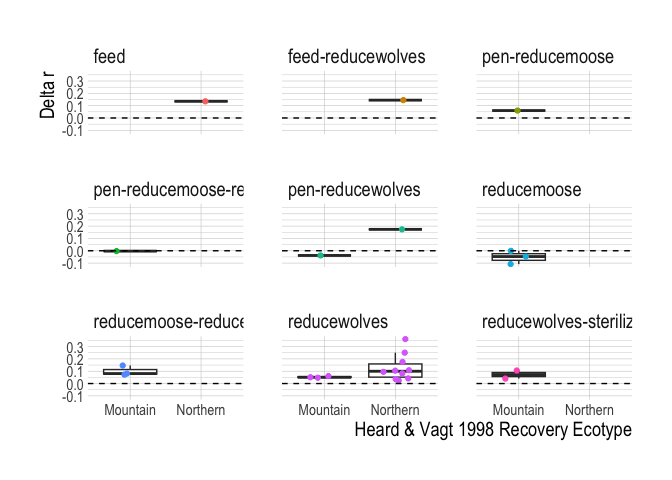 feed
feed-reducewolves
pen-reducemoose
Delta r
0.3
0.2
0.1
0.0
-0.1
pen-reducemoose-re
pen-reducewolves
reducemoose
0.3
0.2
0.1
0.0
-0.1
reducemoose-reduce
reducewolves
reducewolves-steriliz
0.3
0.2
0.1
0.0
-0.1
Mountain Northern
Mountain Northern
Mountain Northern
Heard & Vagt 1998 Recovery Ecotype